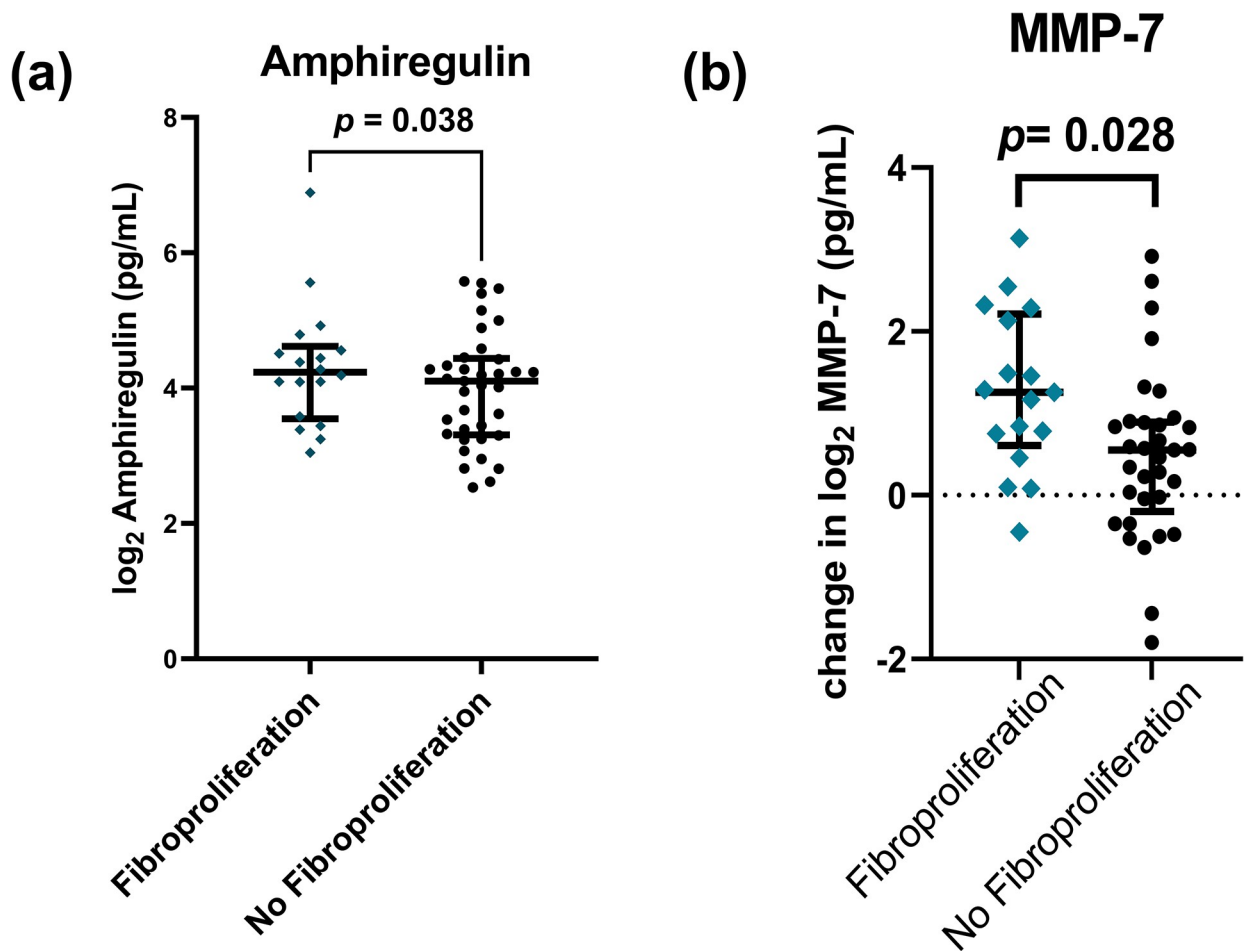 (a)
Amphiregulin
p = 0.038
log2 Amphiregulin (pg/mL)
8
6
4
2
0
Fibroproliferation
No Fibroproliferation
(b)
MMP-7
p= 0.028
change in log2 MMP-7 (pg/mL)
4
2
0
-2
Fibroproliferation
No Fibroproliferation